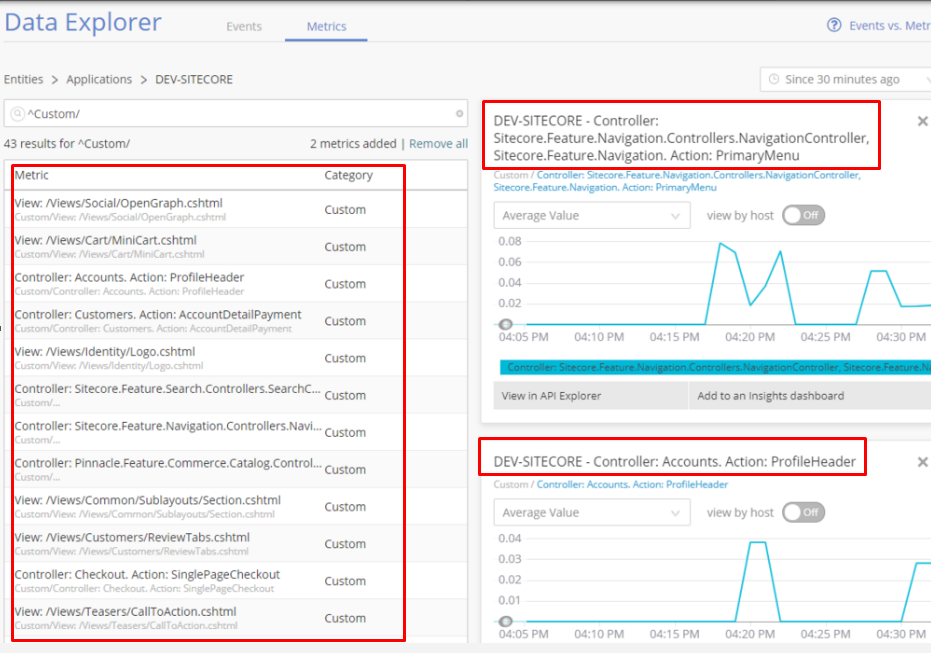 Data Explorer
Events
Metrics
Events vs. Metr
Entities > Applications > DEV-SITECORE
Since 30 minutes ago
^Custom/
43 results for ^Custom/
2 metrics added | Remove all
Metric Category
View: /Views/Social/OpenGraph.cshtml
Custom/View: /Views/Social/OpenGraph.cshtml
Custom
View: /Views/Cart/MiniCart.cshtml
Custom/View: /Views/Cart/MiniCart.cshtml
Custom
Controller: Accounts. Action: ProfileHeader
Custom/Controller: Accounts. Action: ProfileHeader
Custom
Controller: Customers. Action: AccountDetailPayment
Custom/Controller: Customers. Action: AccountDetailPayment
Custom
View: /Views/Identity/Logo.cshtml
Custom/View: /Views/Identity/Logo.cshtml
Custom
Controller: Sitecore.Feature.Search.Controllers.SearchC...
Custom/...
Custom
Controller: Sitecore.Feature.Navigation.Controllers.Navi...
Custom/...
Custom
Controller: Pinnacle.Feature.Commerce.Catalog.Control...
Custom/...
Custom
View: /Views/Common/Sublayouts/Section.cshtml
Custom/View: /Views/Common/Sublayouts/Section.cshtml
Custom
View: /Views/Customers/ReviewTabs.cshtml
Custom/View: /Views/Customers/ReviewTabs.cshtml
Custom
Controller: Checkout. Action: SinglePageCheckout
Custom/Controller: Checkout. Action: SinglePageCheckout
Custom
View: /Views/Teasers/CallToAction.cshtml
Custom/View: /Views/Teasers/CallToAction.cshtml
Custom
DEV-SITECORE - Controller:
Sitecore.Feature.Navigation.Controllers.NavigationController,
Sitecore.Feature.Navigation. Action: PrimaryMenu
Custom / Controller: Sitecore.Feature.Navigation.Controllers.NavigationController,
Sitecore.Feature.Navigation. Action: PrimaryMenu
Average Value
view by host
Off
0.08
0.04
0.02
04:05 PM 04:10 PM 04:15 PM 04:20 PM 04:25 PM 04:30 PM
Controller: Sitecore.Feature.Navigation.Controllers.NavigationController, Sitecore.Feature.Na
View in API Explorer
Add to an Insights dashboard
DEV-SITECORE - Controller: Accounts. Action: ProfileHeader
Custom / Controller: Accounts. Action: ProfileHeader
Average Value
view by host
Off
0.04
0.03
0.02
0.01
04:05 PM 04:10 PM 04:15 PM 04:20 PM 04:25 PM 04:30 PM